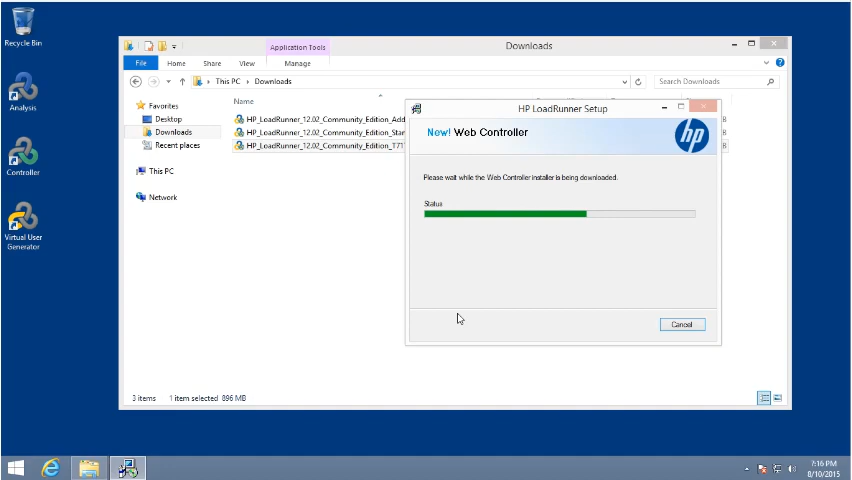 Recycle Bin
Analysis
Controller
Virtual User
Generator
Application Tools
Downloads
File Home Share View Manage
This PC Downloads
Search Downloads
Favorites
Desktop
Downloads
Recent places
This PC
Network
Name
HP_LoadRunner_12.02_Community_Edition_Add
HP_LoadRunner_12.02_Community_Edition_Stan
HP_LoadRunner_12.02_Community_Edition_T71
B
B
B
HP LoadRunner Setup
New! Web Controller
hp
Please wait while the Web Controller installer is being downloaded.
Status
Cancel
3 items 1 item selected 896 MB
7:16 PM
8/10/2015